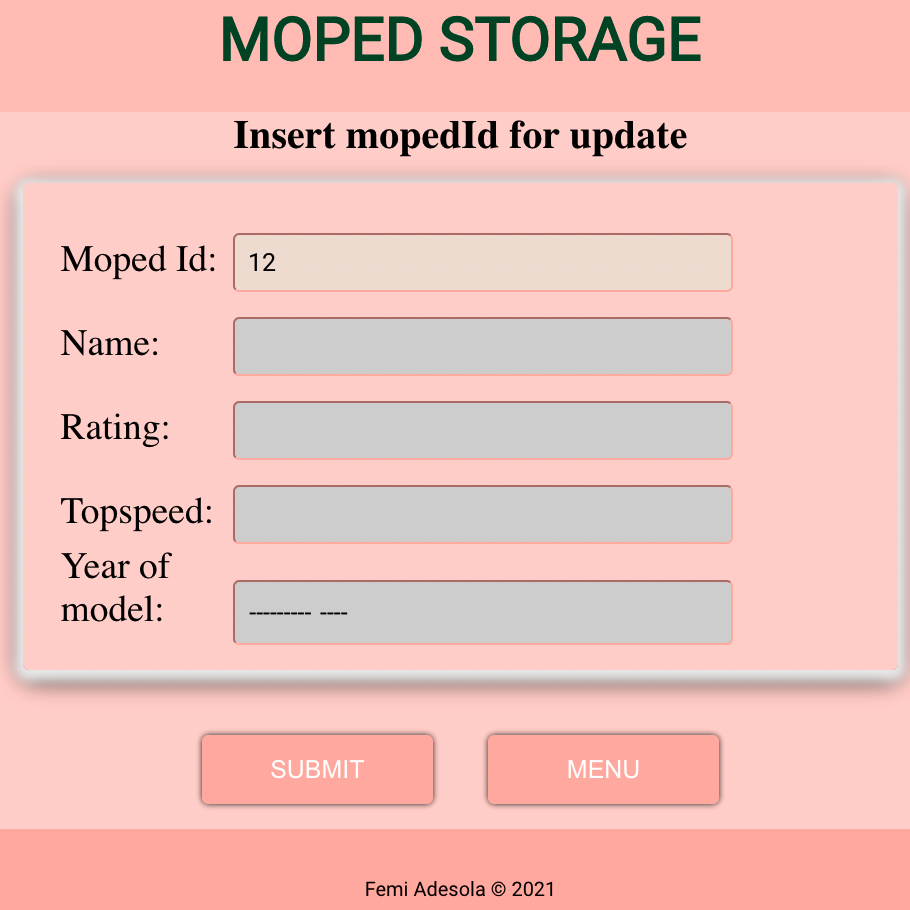 MOPED STORAGE
Insert mopedId for update
Moped Id: 12
Name:
Rating:
Topspeed:
Year of
model: --------- ----
SUBMIT MENU
Femi Adesola © 2021